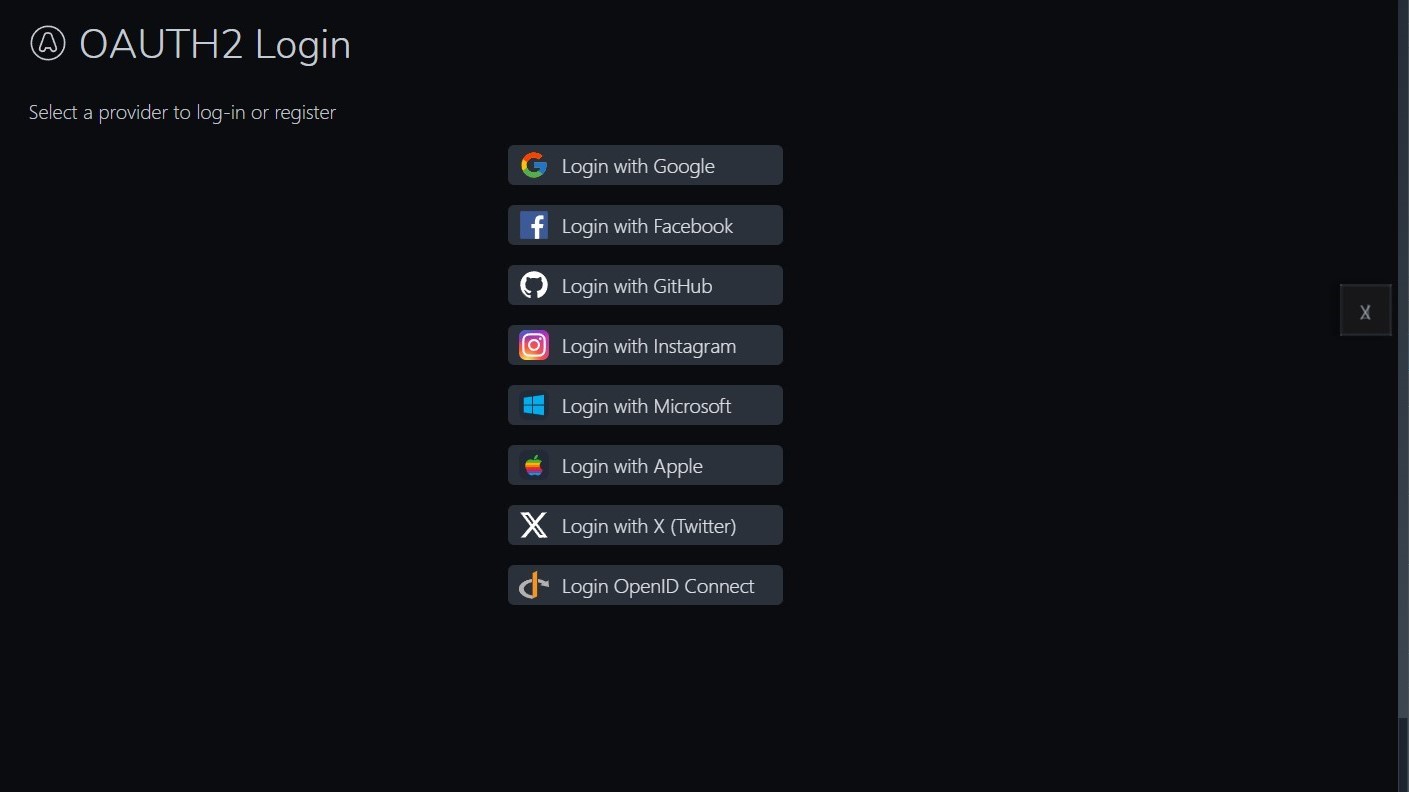 OAUTH2 Login
Select a provider to log-in or register
Login with Google
Login with Facebook
Login with GitHub
x
Login with Instagram
Login with Microsoft
Login with Apple
Login with X (Twitter)
Login OpenID Connect